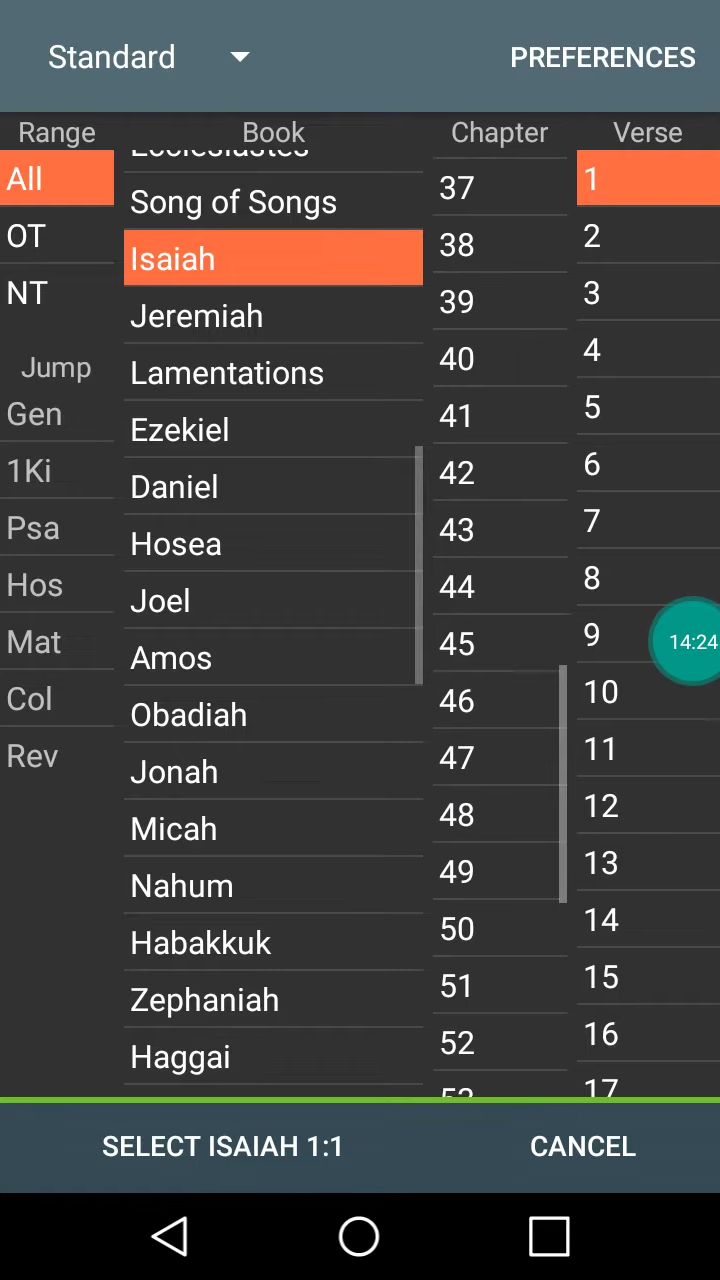 Standard
PREFERENCES
Range
Book
Chapter
Verse
All
OT
NT
Jump
Gen
1Ki
Psa
Hos
Mat
Col
Rev
Ecclesiastes
Song of Songs
Isaiah
Jeremiah
Lamentations
Ezekiel
Daniel
Hosea
Joel
Amos
Obadiah
Jonah
Micah
Nahum
Habakkuk
Zephaniah
Haggai
37
38
39
40
41
42
43
44
45
46
47
48
49
50
51
52
53
1
2
3
4
5
6
7
8
9
10
11
12
13
14
15
16
17
14:24
SELECT ISAIAH 1:1
CANCEL